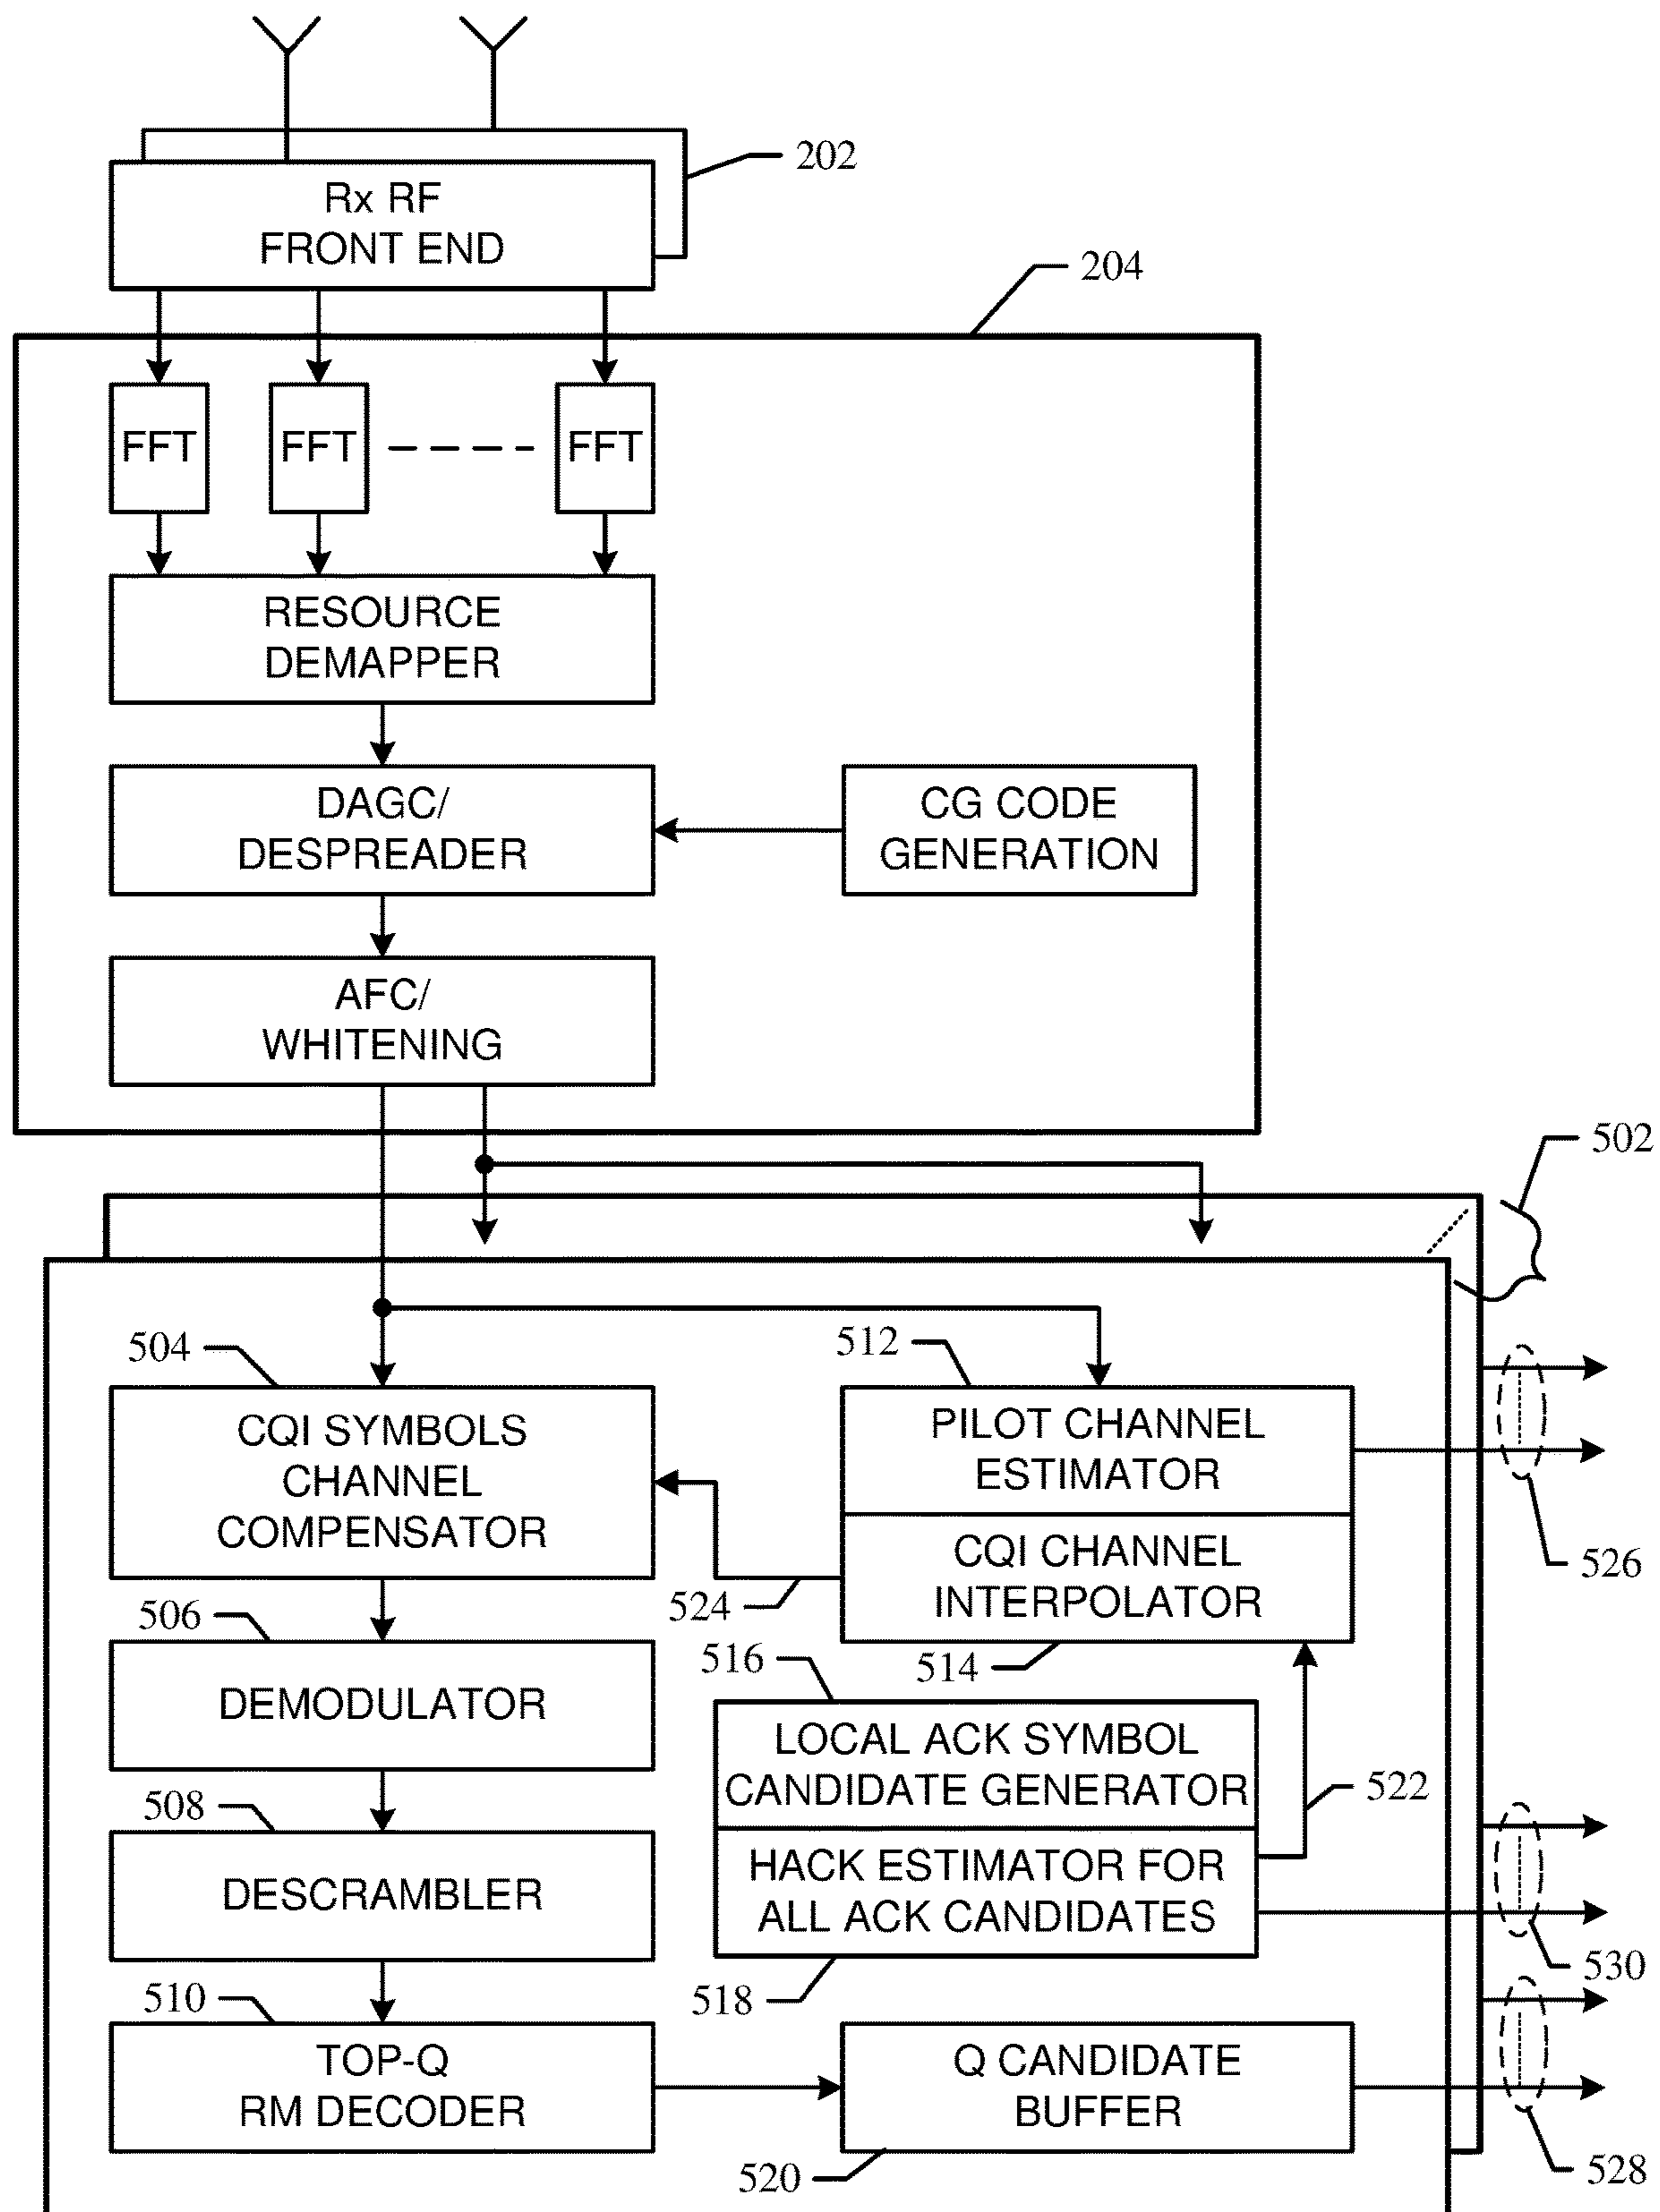 202
Rx RF
FRONT END
204
FFT
FFT
FFT
RESOURCE
DEMAPPER
DAGC/
DESPREADER
CG CODE
GENERATION
AFC/
WHITENING
502
504
512
CQI SYMBOLS
CHANNEL
COMPENSATOR
PILOT CHANNEL
ESTIMATOR
526
CQI CHANNEL
INTERPOLATOR
524
506
514
516
DEMODULATOR
LOCAL ACK SYMBOL
CANDIDATE GENERATOR
522
508
HACK ESTIMATOR FOR
ALL ACK CANDIDATES
DESCRAMBLER
530
518
510
TOP-Q
RM DECODER
Q CANDIDATE
BUFFER
520
528